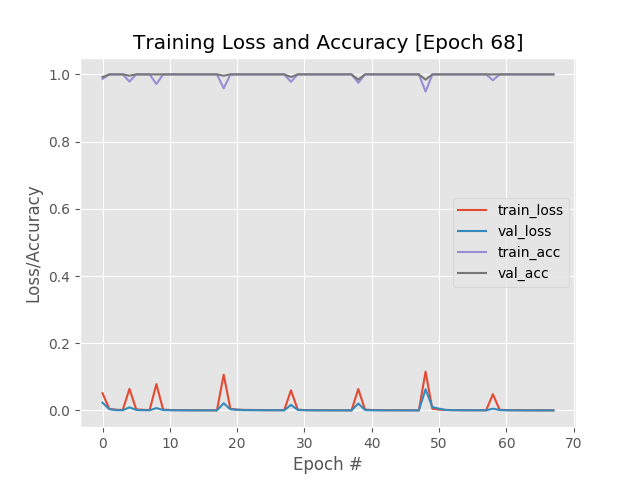 Training Loss and Accuracy [Epoch 68]
1.0
0.8
0.6
0.4
0.2
0.0
Loss/Accuracy
train_loss
val_loss
train_acc
val_acc
0 10 20 30 40 50 60 70
Epoch #